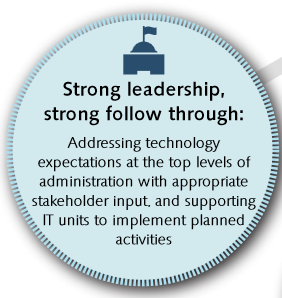 Strong leadership,
strong follow through:
Addressing technology
expectations at the top levels of
administration with appropriate
stakeholder input, and supporting
IT units to implement planned
activities